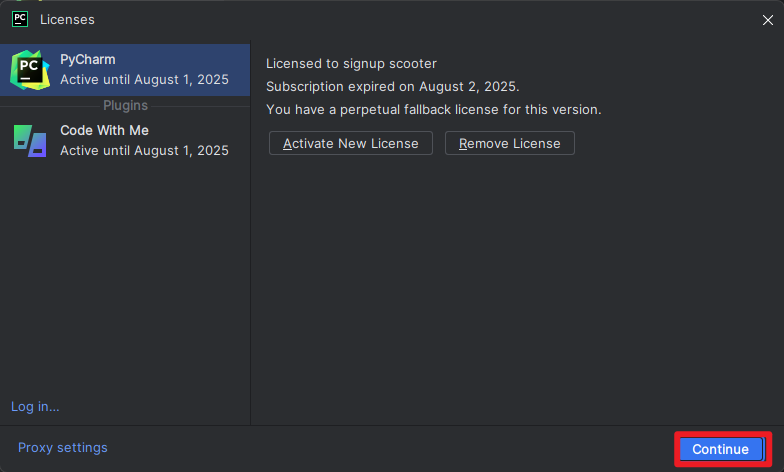 PC Licenses
PC
PyCharm
Active until August 1, 2025
Plugins
Code With Me
Active until August 1, 2025
Log in...
Licensed to signup scooter
Subscription expired on August 2, 2025.
You have a perpetual fallback license for this version.
Activate New License Remove License
Proxy settings
Continue